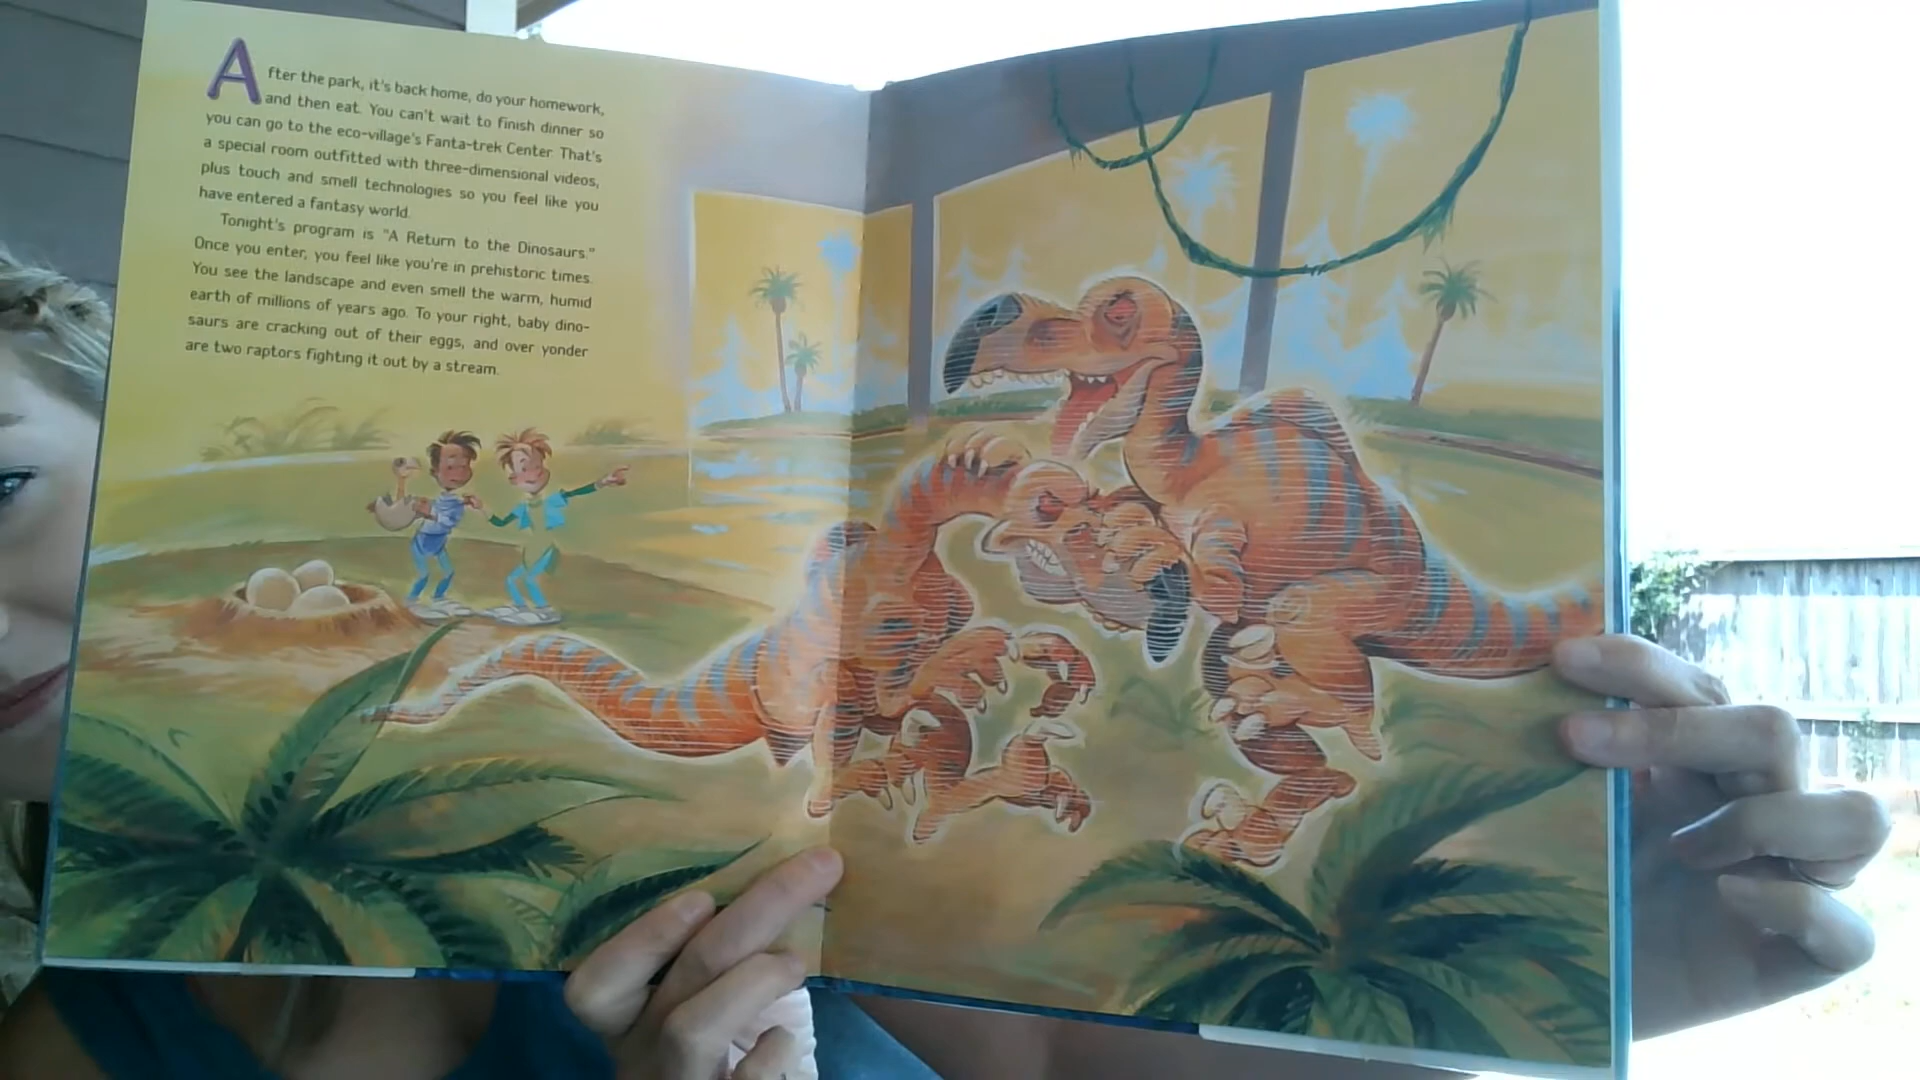 After the park, it's back home, do your homework,
and then eat. You can't wait to finish dinner so
you can go to the eco-village's Fanta-trek Center. That's
a special room outfitted with three-dimensional videos,
plus touch and smell technologies so you feel like you
have entered a fantasy world.
Tonight's program is "A Return to the Dinosaurs."
Once you enter, you feel like you're in prehistoric times.
You see the landscape and even smell the warm, humid
earth of millions of years ago. To your right, baby dino-
saurs are cracking out of their eggs, and over yonder
are two raptors fighting it out by a stream.